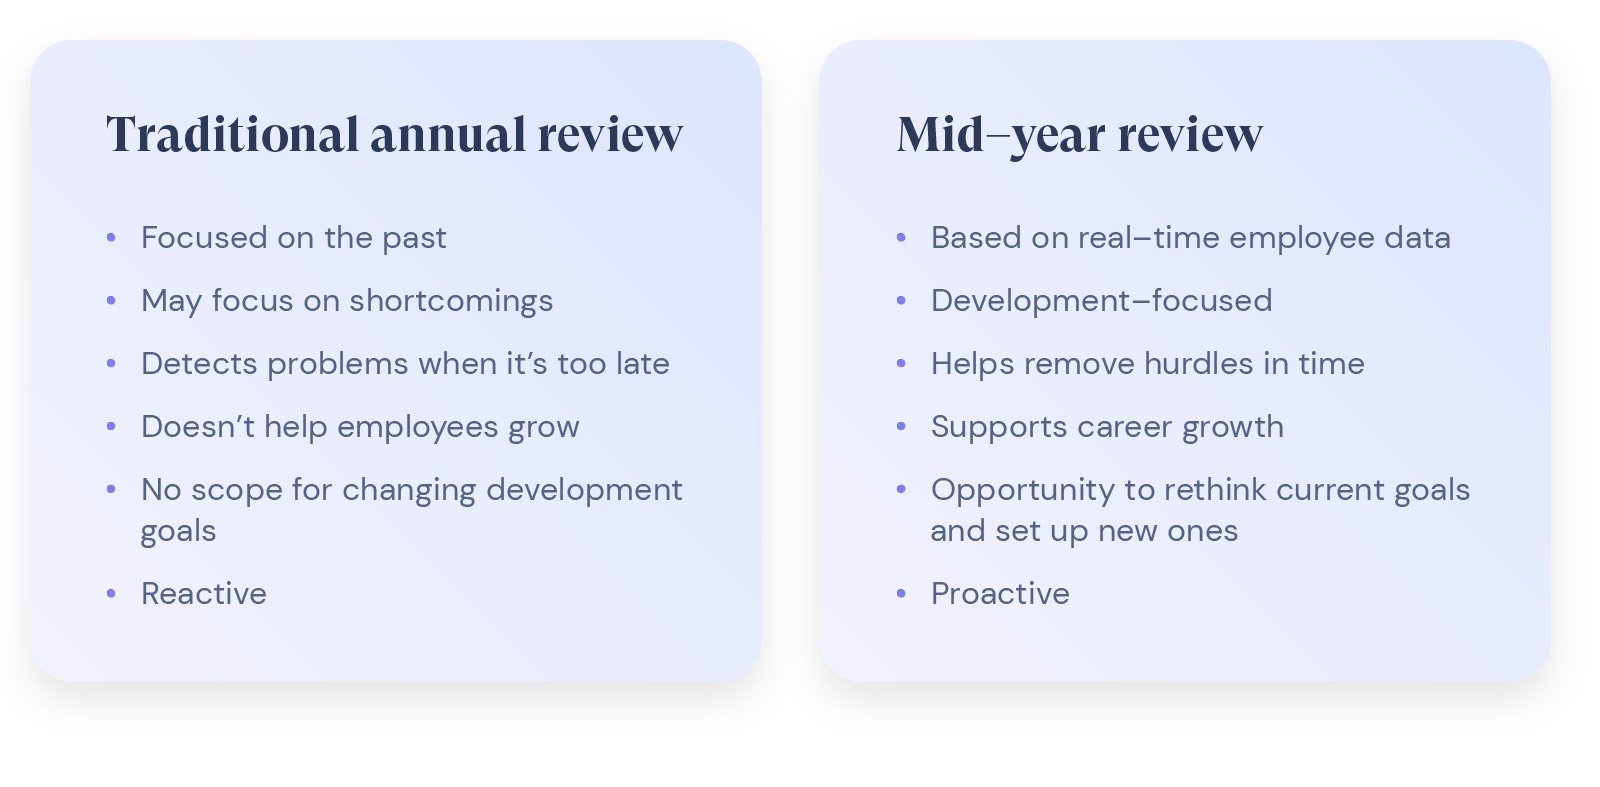 Traditional annual review
• Focused on the past
• May focus on shortcomings
• Detects problems when it’s too late
• Doesn’t help employees grow
• No scope for changing development
goals
• Reactive
Mid–year review
• Based on real–time employee data
• Development–focused
• Helps remove hurdles in time
• Supports career growth
• Opportunity to rethink current goals
and set up new ones
• Proactive